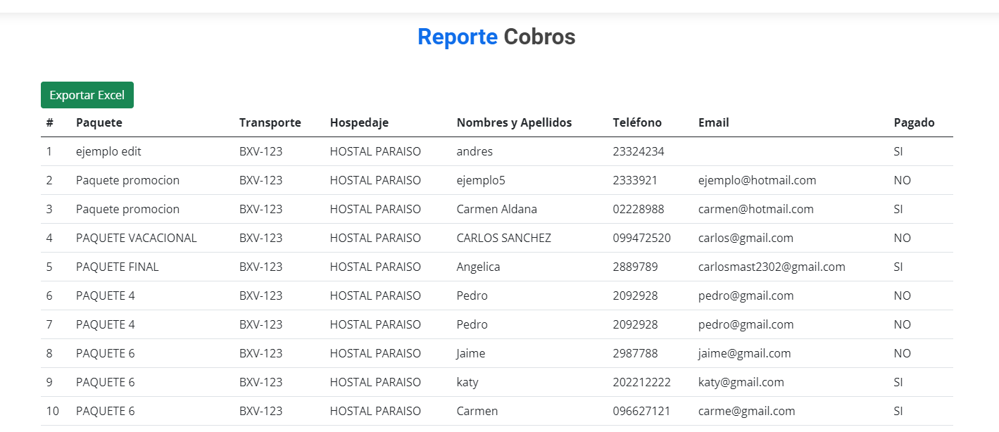 Reporte Cobros
Exportar Excel
# Paquete Transporte Hospedaje Nombres y Apellidos Teléfono Email Pagado
1 ejemplo edit BXV-123 HOSTAL PARAISO andres 23324234 SI
2 Paquete promocion BXV-123 HOSTAL PARAISO ejemplo5 2333921 ejemplo@hotmail.com NO
3 Paquete promocion BXV-123 HOSTAL PARAISO Carmen Aldana 02228988 carmen@hotmail.com SI
4 PAQUETE VACACIONAL BXV-123 HOSTAL PARAISO CARLOS SANCHEZ 099472520 carlos@gmail.com NO
5 PAQUETE FINAL BXV-123 HOSTAL PARAISO Angelica 2889789 carlosmast2302@gmail.com SI
6 PAQUETE 4 BXV-123 HOSTAL PARAISO Pedro 2092928 pedro@gmail.com NO
7 PAQUETE 4 BXV-123 HOSTAL PARAISO Pedro 2092928 pedro@gmail.com NO
8 PAQUETE 6 BXV-123 HOSTAL PARAISO Jaime 2987788 jaime@gmail.com NO
9 PAQUETE 6 BXV-123 HOSTAL PARAISO katy 202212222 katy@gmail.com SI
10 PAQUETE 6 BXV-123 HOSTAL PARAISO Carmen 096627121 carme@gmail.com SI